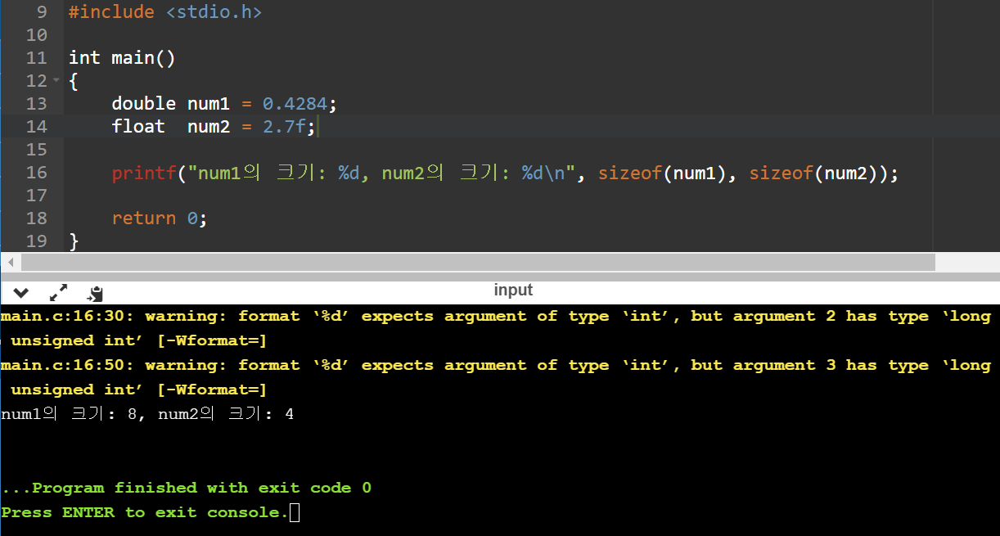 9 #include <stdio.h>
10
11 int main()
12 {
13     double num1 = 0.4284;
14     float  num2 = 2.7f;
15
16     printf("num1의 크기: %d, num2의 크기: %d\n", sizeof(num1), sizeof(num2));
17
18     return 0;
19 }
input
main.c:16:30: warning: format ‘%d’ expects argument of type ‘int’, but argument 2 has type ‘long
unsigned int’ [-Wformat=]
main.c:16:50: warning: format ‘%d’ expects argument of type ‘int’, but argument 3 has type ‘long
unsigned int’ [-Wformat=]
num1의 크기: 8, num2의 크기: 4
...Program finished with exit code 0
Press ENTER to exit console.